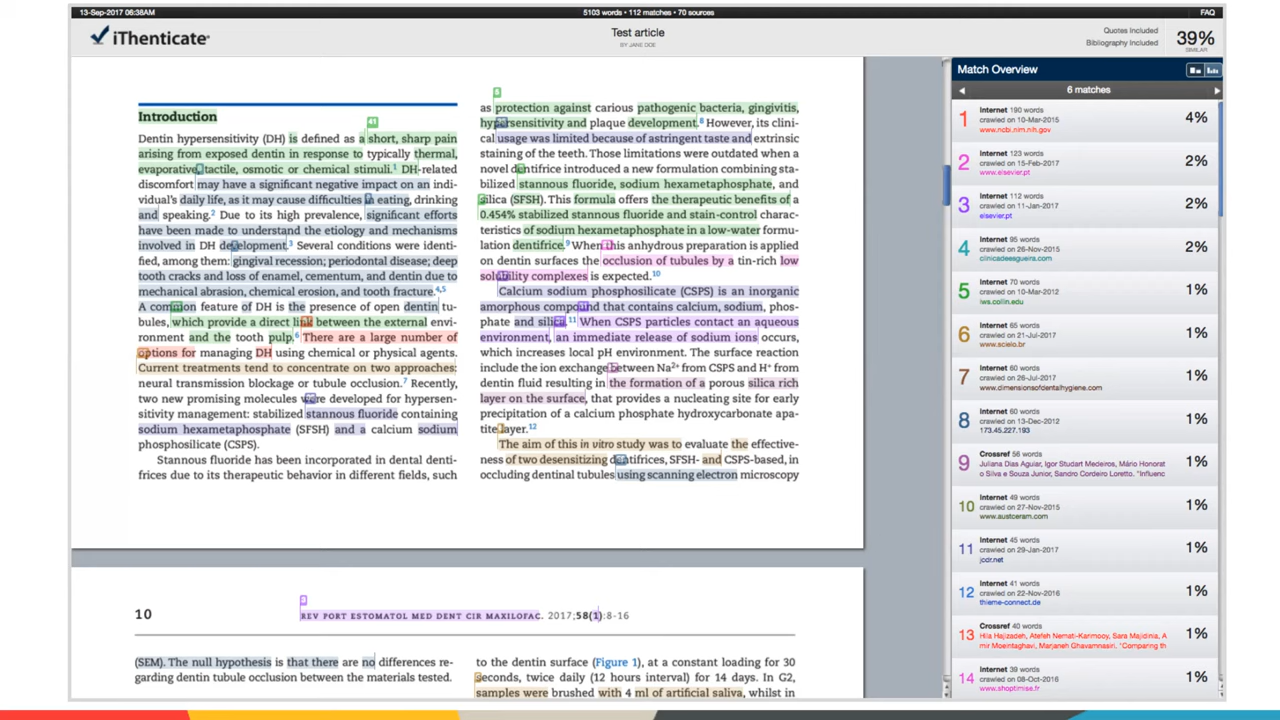 13-Sep-2017 06:38AM
5103 words • 112 matches • 70 sources
FAQ
iThenticate®
Test article
BY JANE DOE
Quotes Included
Bibliography Included
39%
SIMILAR
41
Introduction
Dentin hypersensitivity (DH) is defined as a short, sharp pain
arising from exposed dentin in response to typically thermal,
evaporative, tactile, osmotic or chemical stimuli.1 DH-related
discomfort may have a significant negative impact on an indi-
vidual's daily life, as it may cause difficulties in eating, drinking
and speaking.2 Due to its high prevalence, significant efforts
have been made to understand the etiology and mechanisms
involved in DH development.3 Several conditions were identi-
fied, among them: gingival recession; periodontal disease; deep
tooth cracks and loss of enamel, cementum, and dentin due to
mechanical abrasion, chemical erosion, and tooth fracture.4,5
A common feature of DH is the presence of open dentin tu-
bules, which provide a direct link between the external envi-
ronment and the tooth pulp.6 There are a large number of
options for managing DH using chemical or physical agents.
Current treatments tend to concentrate on two approaches:
neural transmission blockage or tubule occlusion.7 Recently,
two new promising molecules were developed for hypersen-
sitivity management: stabilized stannous fluoride containing
sodium hexametaphosphate (SFSH) and a calcium sodium
phosphosilicate (CSPS).
Stannous fluoride has been incorporated in dental denti-
frices due to its therapeutic behavior in different fields, such
as protection against carious pathogenic bacteria, gingivitis,
hypersensitivity and plaque development.8 However, its clini-
cal usage was limited because of astringent taste and extrinsic
staining of the teeth. Those limitations were outdated when a
novel dentifrice introduced a new formulation combining sta-
bilized stannous fluoride, sodium hexametaphosphate, and
silica (SFSH). This formula offers the therapeutic benefits of a
0.454% stabilized stannous fluoride and stain-control charac-
teristics of sodium hexametaphosphate in a low-water formu-
lation dentifrice.9 When this anhydrous preparation is applied
on dentin surfaces the occlusion of tubules by a tin-rich low
solubility complexes is expected.10
Calcium sodium phosphosilicate (CSPS) is an inorganic
amorphous compound that contains calcium, sodium, phos-
phate and silica.11 When CSPS particles contact an aqueous
environment, an immediate release of sodium ions occurs,
which increases local pH environment. The surface reaction
include the ion exchange between Na2+ from CSPS and H+ from
dentin fluid resulting in the formation of a porous silica rich
layer on the surface, that provides a nucleating site for early
precipitation of a calcium phosphate hydroxycarbonate apa-
tite layer.12
The aim of this in vitro study was to evaluate the effective-
ness of two desensitizing dentifrices, SFSH- and CSPS-based, in
occluding dentinal tubules using scanning electron microscopy
10
REV PORT ESTOMATOL MED DENT CIR MAXILOFAC. 2017;58(1):8-16
(SEM). The null hypothesis is that there are no differences re-
garding dentin tubule occlusion between the materials tested.
to the dentin surface (Figure 1), at a constant loading for 30
seconds, twice daily (12 hours interval) for 14 days. In G2,
samples were brushed with 4 ml of artificial saliva, whilst in
Match Overview
6 matches
1 Internet 190 words 4%
crawled on 10-Mar-2015
www.ncbi.nlm.nih.gov
2 Internet 123 words 2%
crawled on 15-Feb-2017
www.elsevier.pt
3 Internet 112 words 2%
crawled on 11-Jan-2017
elsevier.pt
4 Internet 95 words 2%
crawled on 26-Nov-2015
clinicadeesgueira.com
5 Internet 70 words 1%
crawled on 10-Mar-2012
iws.collin.edu
6 Internet 65 words 1%
crawled on 21-Jul-2017
www.scielo.br
7 Internet 60 words 1%
crawled on 26-Jul-2017
www.dimensionsofdentalhygiene.com
8 Internet 60 words 1%
crawled on 13-Dec-2012
173.45.227.193
9 Crossref 56 words 1%
Juliana Dias Aguiar, Igor Studart Medeiros, Mário Honorat
o Silva e Souza Junior, Sandro Cordeiro Loretto. "Influenc
10 Internet 49 words 1%
crawled on 27-Nov-2015
www.austceram.com
11 Internet 45 words 1%
crawled on 29-Jan-2017
jcdr.net
12 Internet 41 words 1%
crawled on 22-Nov-2016
thieme-connect.de
13 Crossref 40 words 1%
Hila Hajizadeh, Atefeh Nemati-Karimooy, Sara Majidinia, A
mir Moeintaghavi, Marjaneh Ghavamnasiri. "Comparing th
14 Internet 39 words 1%
crawled on 08-Oct-2016
www.shoptimise.fr